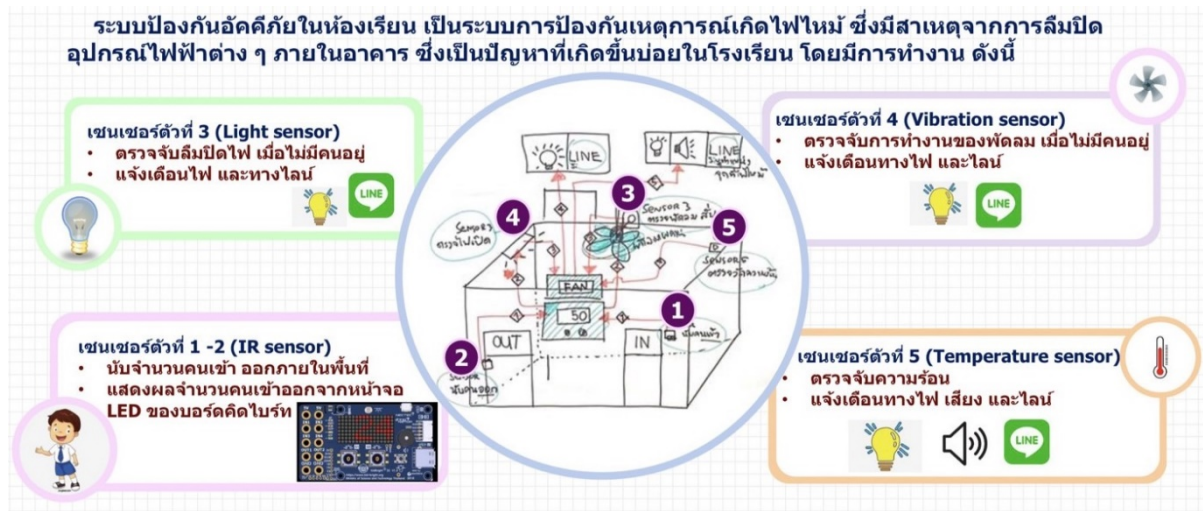 ระบบป้องกันอัคคีภัยในห้องเรียน เป็นระบบการป้องกันเหตุการณ์เกิดไฟไหม้ ซึ่งมีสาเหตุจากการลืมปิด
อุปกรณ์ไฟฟ้าต่าง ๆ ภายในอาคาร ซึ่งเป็นปัญหาที่เกิดขึ้นบ่อยในโรงเรียน โดยมีการทำงาน ดังนี้
เซนเซอร์ตัวที่ 3 (Light sensor)
• ตรวจจับลืมปิดไฟ เมื่อไม่มีคนอยู่
• แจ้งเตือนไฟ และทางไลน์
LINE
เซนเซอร์ตัวที่ 4 (Vibration sensor)
• ตรวจจับการทำงานของพัดลม เมื่อไม่มีคนอยู่
• แจ้งเตือนทางไฟ และไลน์
LINE
LINE
LINE
3
4
SENSOR 3
5
FAN
50
1
OUT
IN
2
เซนเซอร์ตัวที่ 1 -2 (IR sensor)
• นับจำนวนคนเข้า ออกภายในพื้นที่
• แสดงผลจำนวนคนเข้าออกจากหน้าจอ
LED ของบอร์ดคิดไบร์ท
เซนเซอร์ตัวที่ 5 (Temperature sensor)
• ตรวจจับความร้อน
• แจ้งเตือนทางไฟ เสียง และไลน์
LINE